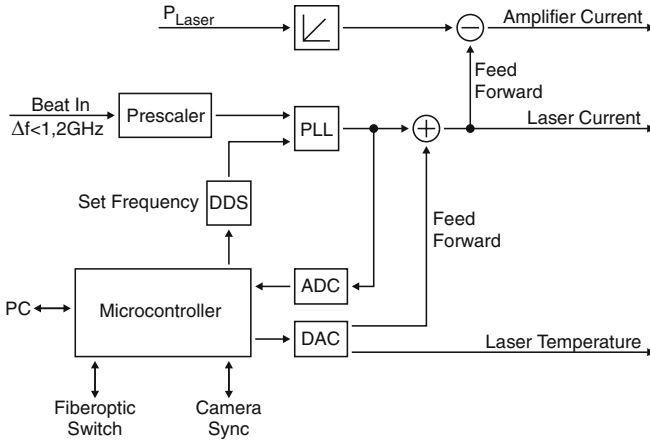 P_Laser
Amplifier Current
Feed
Forward
Beat In
Δf<1,2GHz
Prescaler
PLL
Laser Current
Set Frequency
DDS
Feed
Forward
PC
Microcontroller
ADC
DAC
Laser Temperature
Fiberoptic
Switch
Camera
Sync